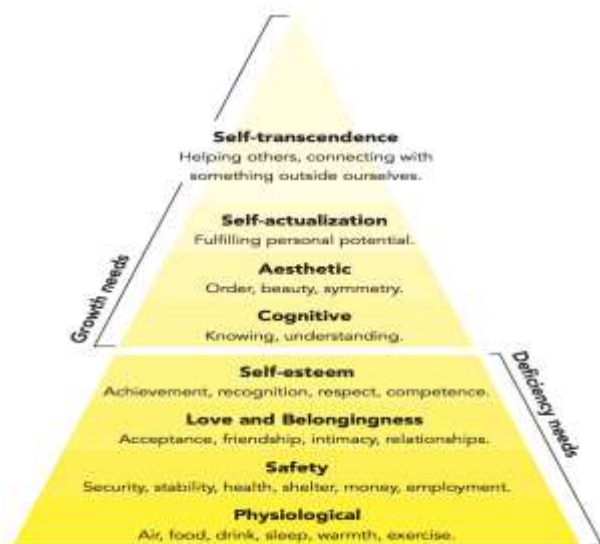 Self-transcendence
Helping others, connecting with
something outside ourselves.
Self-actualization
Fulfilling personal potential.
Aesthetic
Order, beauty, symmetry.
Cognitive
Knowing, understanding.
Growth needs
Self-esteem
Achievement, recognition, respect, competence.
Love and Belongingness
Acceptance, friendship, intimacy, relationships.
Safety
Security, stability, health, shelter, money, employment.
Physiological
Air, food, drink, sleep, warmth, exercise.
Deficiency needs